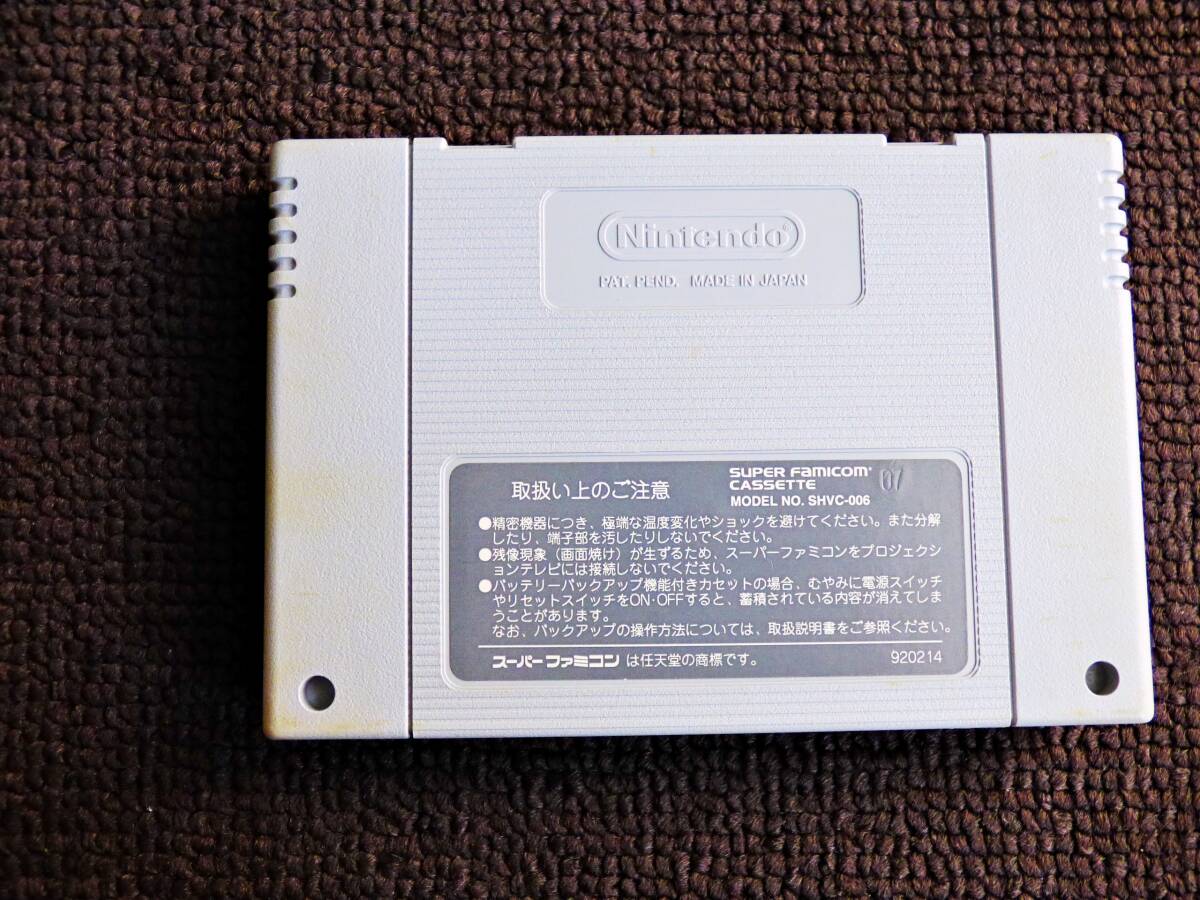 Nintendo®
PAT. PEND. MADE IN JAPAN
取扱い上のご注意
SUPER FAMICOM®
CASSETTE
MODEL NO. SHVC-006
07
●精密機器につき、極端な温度変化やショックを避けてください。また分解
したり、端子部を汚したりしないでください。
●残像現象（画面焼け）が生ずるため、スーパーファミコンをプロジェクシ
ョンテレビには接続しないでください。
●バッテリーバックアップ機能付きカセットの場合、むやみに電源スイッチ
やリセットスイッチをON・OFFすると、蓄積されている内容が消えてしま
うことがあります。
なお、バックアップの操作方法については、取扱説明書をご参照ください。
スーパーファミコン は任天堂の商標です。
920214